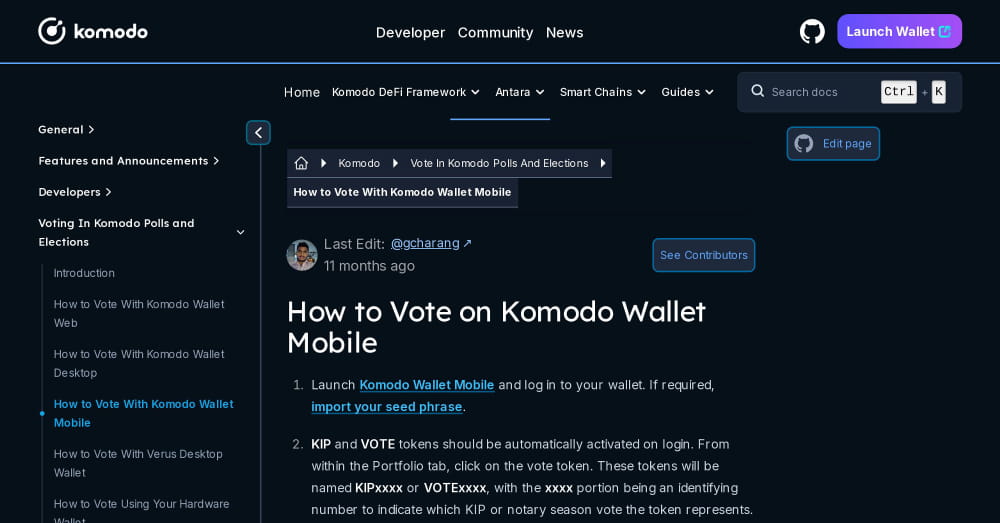 komodo
Developer Community News
Launch Wallet
Home Komodo DeFi Framework Antara Smart Chains Guides
Search docs Ctrl + K
General
Features and Announcements
Developers
Voting In Komodo Polls and
Elections
Introduction
How to Vote With Komodo Wallet
Web
How to Vote With Komodo Wallet
Desktop
How to Vote With Komodo Wallet
Mobile
How to Vote With Verus Desktop
Wallet
How to Vote Using Your Hardware
Wallet
Komodo Vote In Komodo Polls And Elections
How to Vote With Komodo Wallet Mobile
Edit page
Last Edit: @gcharang ↗
11 months ago
See Contributors
How to Vote on Komodo Wallet
Mobile
1. Launch Komodo Wallet Mobile and log in to your wallet. If required,
import your seed phrase.
2. KIP and VOTE tokens should be automatically activated on login. From
within the Portfolio tab, click on the vote token. These tokens will be
named KIPxxxx or VOTExxxx, with the xxxx portion being an identifying
number to indicate which KIP or notary season vote the token represents.